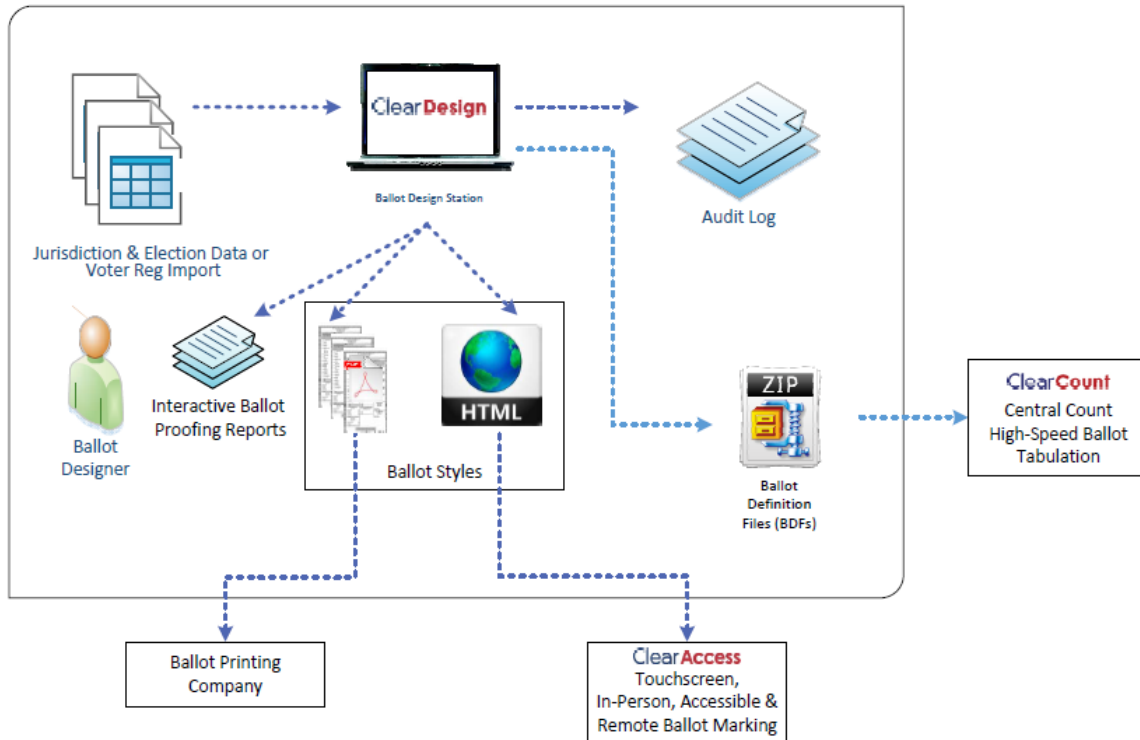 ClearDesign
Ballot Design Station
Audit Log
Jurisdiction & Election Data or
Voter Reg Import
Interactive Ballot
Proofing Reports
Ballot
Designer
PDF
HTML
Ballot Styles
ZIP
Ballot
Definition
Files (BDFs)
ClearCount
Central Count
High-Speed Ballot
Tabulation
Ballot Printing
Company
ClearAccess
Touchscreen,
In-Person, Accessible &
Remote Ballot Marking